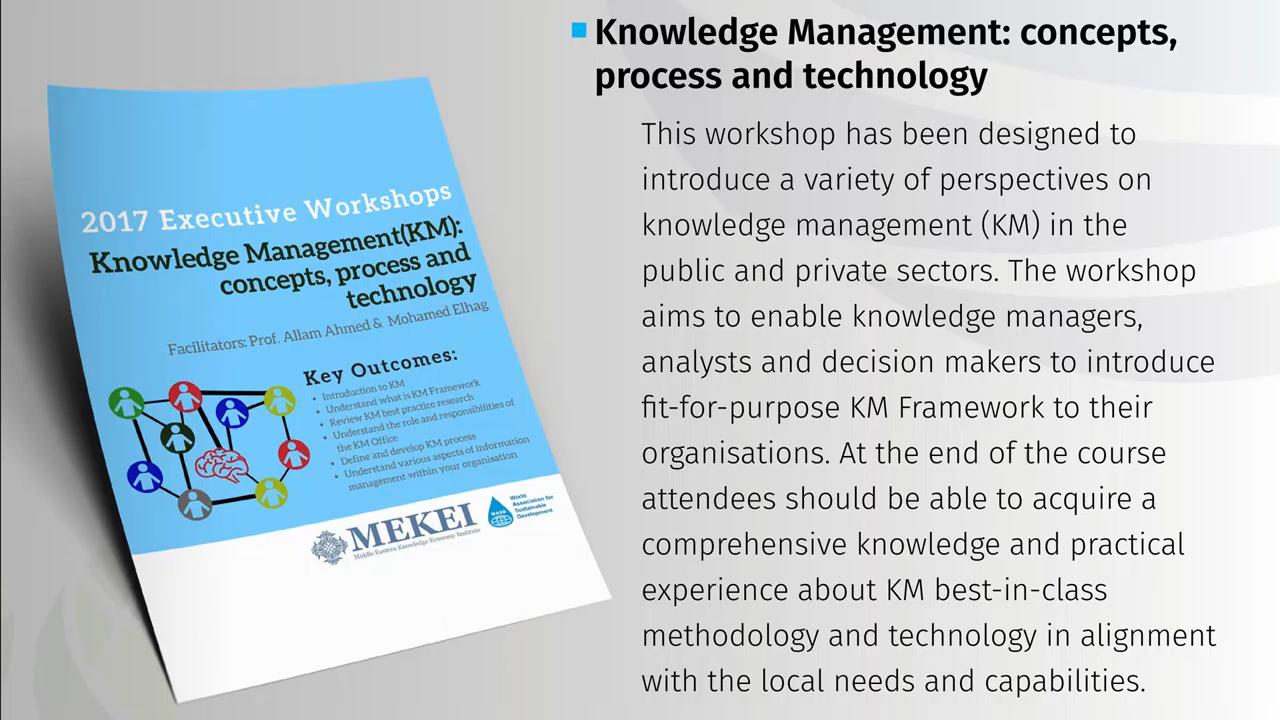 Knowledge Management: concepts,
process and technology
This workshop has been designed to
introduce a variety of perspectives on
knowledge management (KM) in the
public and private sectors. The workshop
aims to enable knowledge managers,
analysts and decision makers to introduce
fit-for-purpose KM Framework to their
organisations. At the end of the course
attendees should be able to acquire a
comprehensive knowledge and practical
experience about KM best-in-class
methodology and technology in alignment
with the local needs and capabilities.
2017 Executive Workshops
Knowledge Management(KM):
concepts, process and
technology
Facilitators: Prof. Allam Ahmed & Mohamed Elhag
Key Outcomes:
• Introduction to KM
• Understand what is KM Framework
• Review KM best practice research
• Understand the role and responsibilities of
the KM Office
• Define and develop KM process
• Understand various aspects of Information
management within your organisation
MEKEI
Middle Eastern Knowledge Economy Institute
WASD
World
Association for
Sustainable
Development